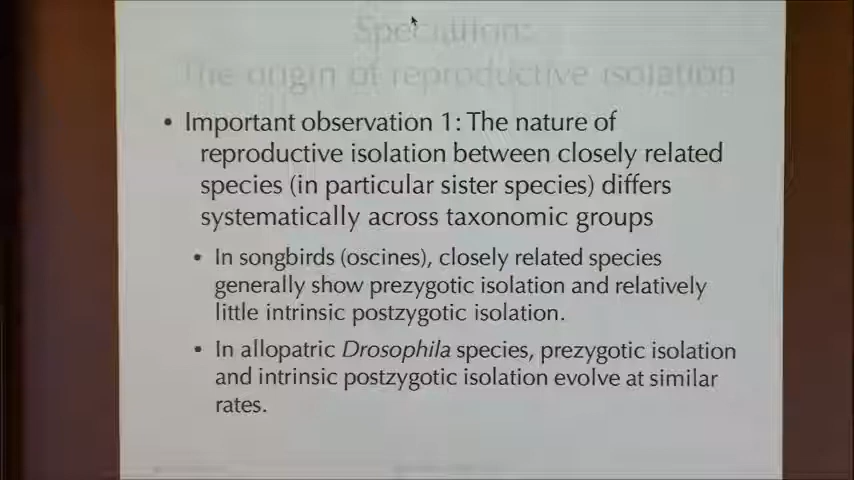 Speciation:
The origin of reproductive isolation
• Important observation 1: The nature of
reproductive isolation between closely related
species (in particular sister species) differs
systematically across taxonomic groups
• In songbirds (oscines), closely related species
generally show prezygotic isolation and relatively
little intrinsic postzygotic isolation.
• In allopatric Drosophila species, prezygotic isolation
and intrinsic postzygotic isolation evolve at similar
rates.